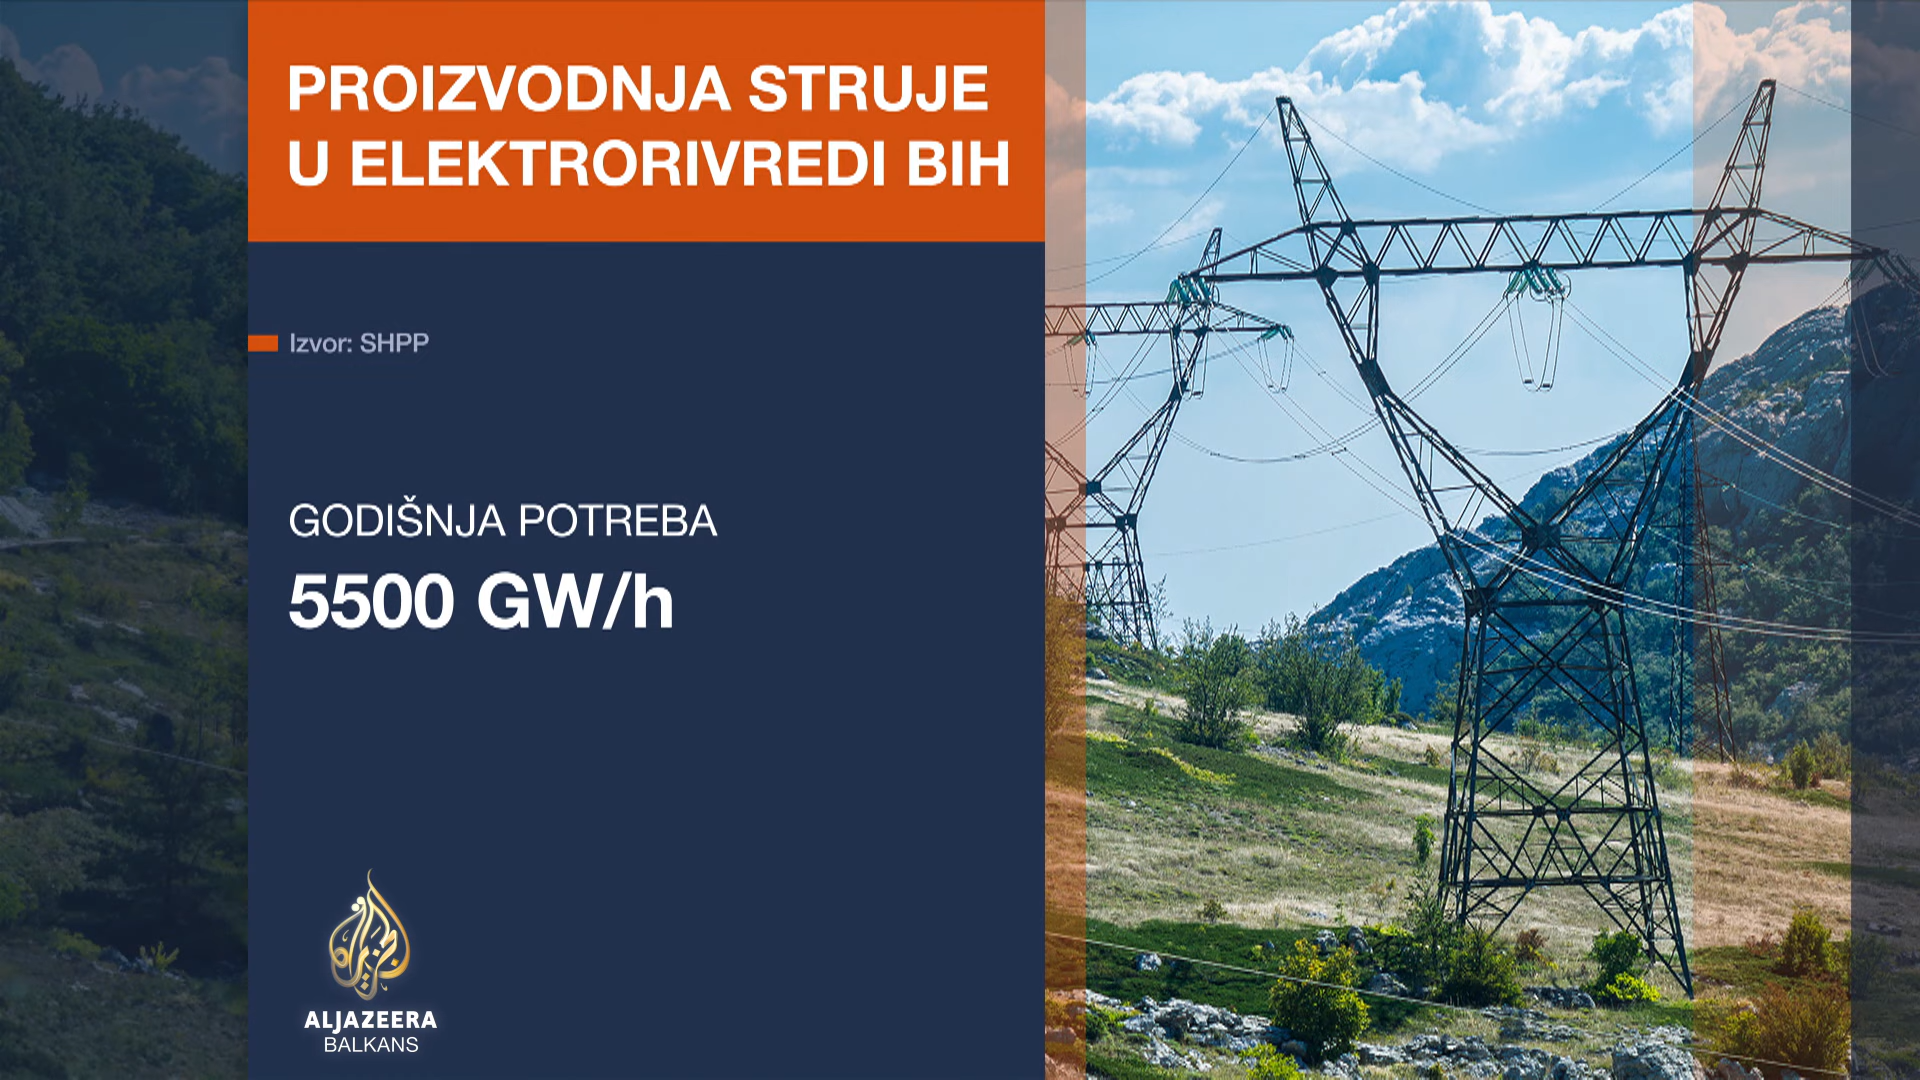 PROIZVODNJA STRUJE
U ELEKTRORIVREDI BIH
Izvor: SHPP
GODIŠNJA POTREBA
5500 GW/h
ALJAZEERA
BALKANS